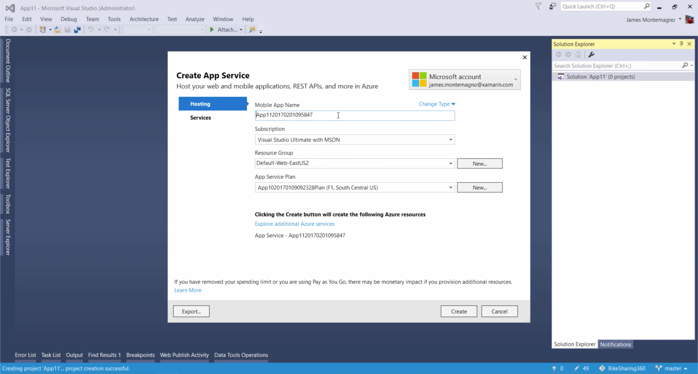 App11 - Microsoft Visual Studio (Administrator)
Quick Launch (Ctrl+Q)
File Edit View Debug Team Tools Architecture Test Analyze Window Help
James Montemagno
Attach...
Document Outline
SQL Server Object Explorer
Test Explorer
Toolbox
Server Explorer
Create App Service
Host your web and mobile applications, REST APIs, and more in Azure
Microsoft account
james.montemagno@xamarin.com
Hosting
Services
Mobile App Name
Change Type
App1120170201095847
Subscription
Visual Studio Ultimate with MSDN
Resource Group
Default-Web-EastUS2
New...
App Service Plan
App1020170109092328Plan (F1, South Central US)
New...
Clicking the Create button will create the following Azure resources
Explore additional Azure services
App Service - App1120170201095847
If you have removed your spending limit or you are using Pay as You Go, there may be monetary impact if you provision additional resources.
Learn More
Export...
Create
Cancel
Solution Explorer
Search Solution Explorer (Ctrl+;)
Solution 'App11' (0 projects)
Solution Explorer Notifications
Error List Task List Output Find Results 1 Breakpoints Web Publish Activity Data Tools Operations
Creating project 'App11'... project creation successful.
0
49
BikeSharing360
master